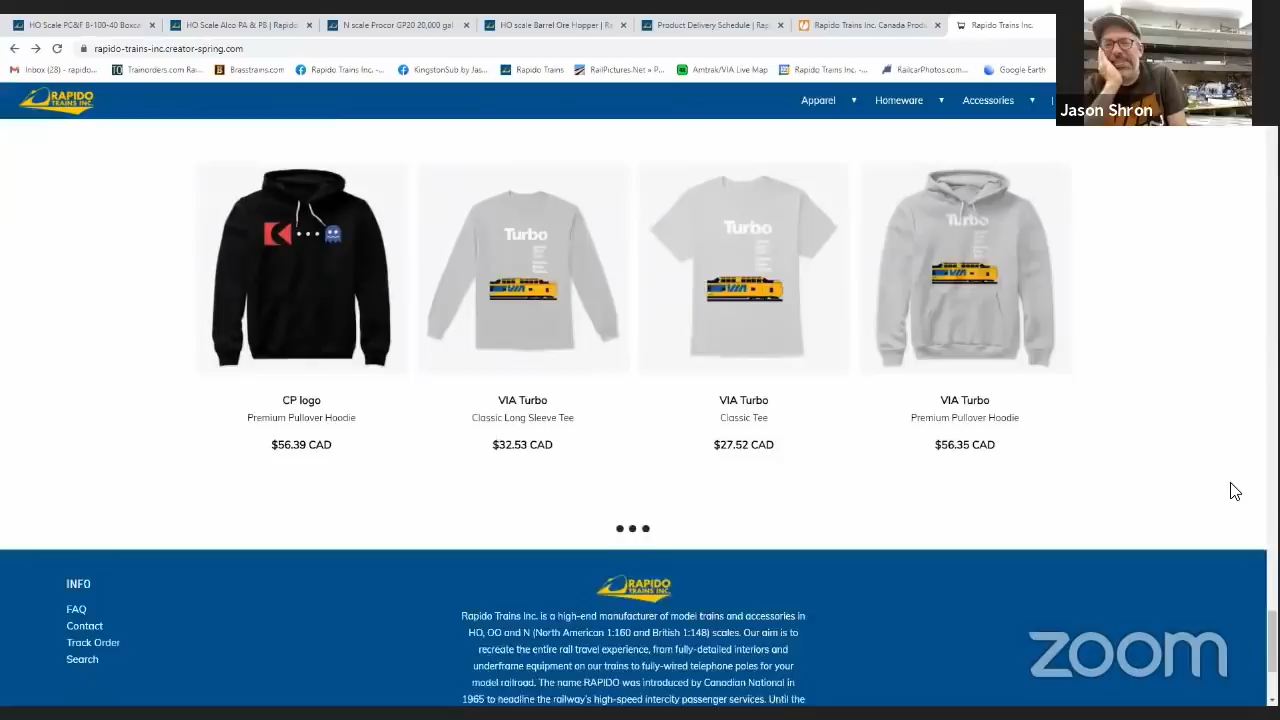 HO Scale PC&F B-100-40 Boxca
HO Scale Alco PA & PB | Rapido
N scale Procor GP20 20,000 gal
HO scale Barrel Ore Hopper | Ra
Product Delivery Schedule | Rap
Rapido Trains Inc. Canada Produ
Rapido Trains Inc.
rapido-trains-inc.creator-spring.com
Inbox (28) - rapido...
Trainorders.com Rai...
Brasstrains.com
Rapido Trains Inc. -...
KingstonSub by Jas...
Rapido Trains
RailPictures.Net » P...
Amtrak/VIA Live Map
Rapido Trains Inc. -...
RailcarPhotos.com...
Google Earth
Jason Shron
RAPIDO
TRAINS INC.
Apparel
Homeware
Accessories
Turbo
VIA
Turbo
VIA
Turbo
VIA
CP logo
Premium Pullover Hoodie
$56.39 CAD
VIA Turbo
Classic Long Sleeve Tee
$32.53 CAD
VIA Turbo
Classic Tee
$27.52 CAD
VIA Turbo
Premium Pullover Hoodie
$56.35 CAD
INFO
FAQ
Contact
Track Order
Search
RAPIDO
TRAINS INC.
Rapido Trains Inc. is a high-end manufacturer of model trains and accessories in
HO, OO and N (North American 1:160 and British 1:148) scales. Our aim is to
recreate the entire rail travel experience, from fully-detailed interiors and
underframe equipment on our trains to fully-wired telephone poles for your
model railroad. The name RAPIDO was introduced by Canadian National in
1965 to headline the railway's high-speed intercity passenger services. Until the
zoom